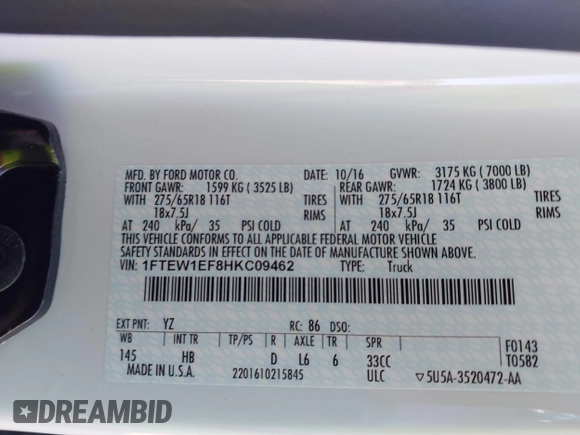 MFD. BY FORD MOTOR CO. DATE: 10/16 GVWR: 3175 KG ( 7000 LB)
FRONT GAWR: 1599 KG ( 3525 LB) REAR GAWR: 1724 KG ( 3800 LB)
WITH 275/65R18 116T TIRES WITH 275/65R18 116T TIRES
18x7.5J RIMS 18x7.5J RIMS
AT 240 kPa/ 35 PSI COLD AT 240 kPa/ 35 PSI COLD
THIS VEHICLE CONFORMS TO ALL APPLICABLE FEDERAL MOTOR VEHICLE
SAFETY STANDARDS IN EFFECT ON THE DATE OF MANUFACTURE SHOWN ABOVE.
VIN: 1FTEW1EF8HKC09462 TYPE: Truck
EXT PNT: YZ RC: 86 DSO:
WB INT TR TP/PS R AXLE TR SPR F0143
145 HB D L6 6 33CC T0582
MADE IN U.S.A. 2201610215845 ULC ▽5U5A-3520472-AA
DREAMBID